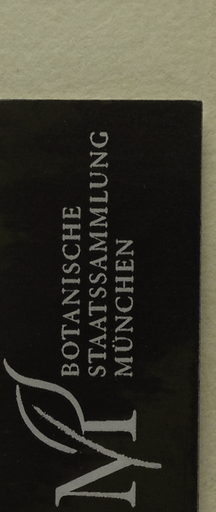 BOTANISCHE
STAATSSAMMLUNG
MÜNCHEN
M